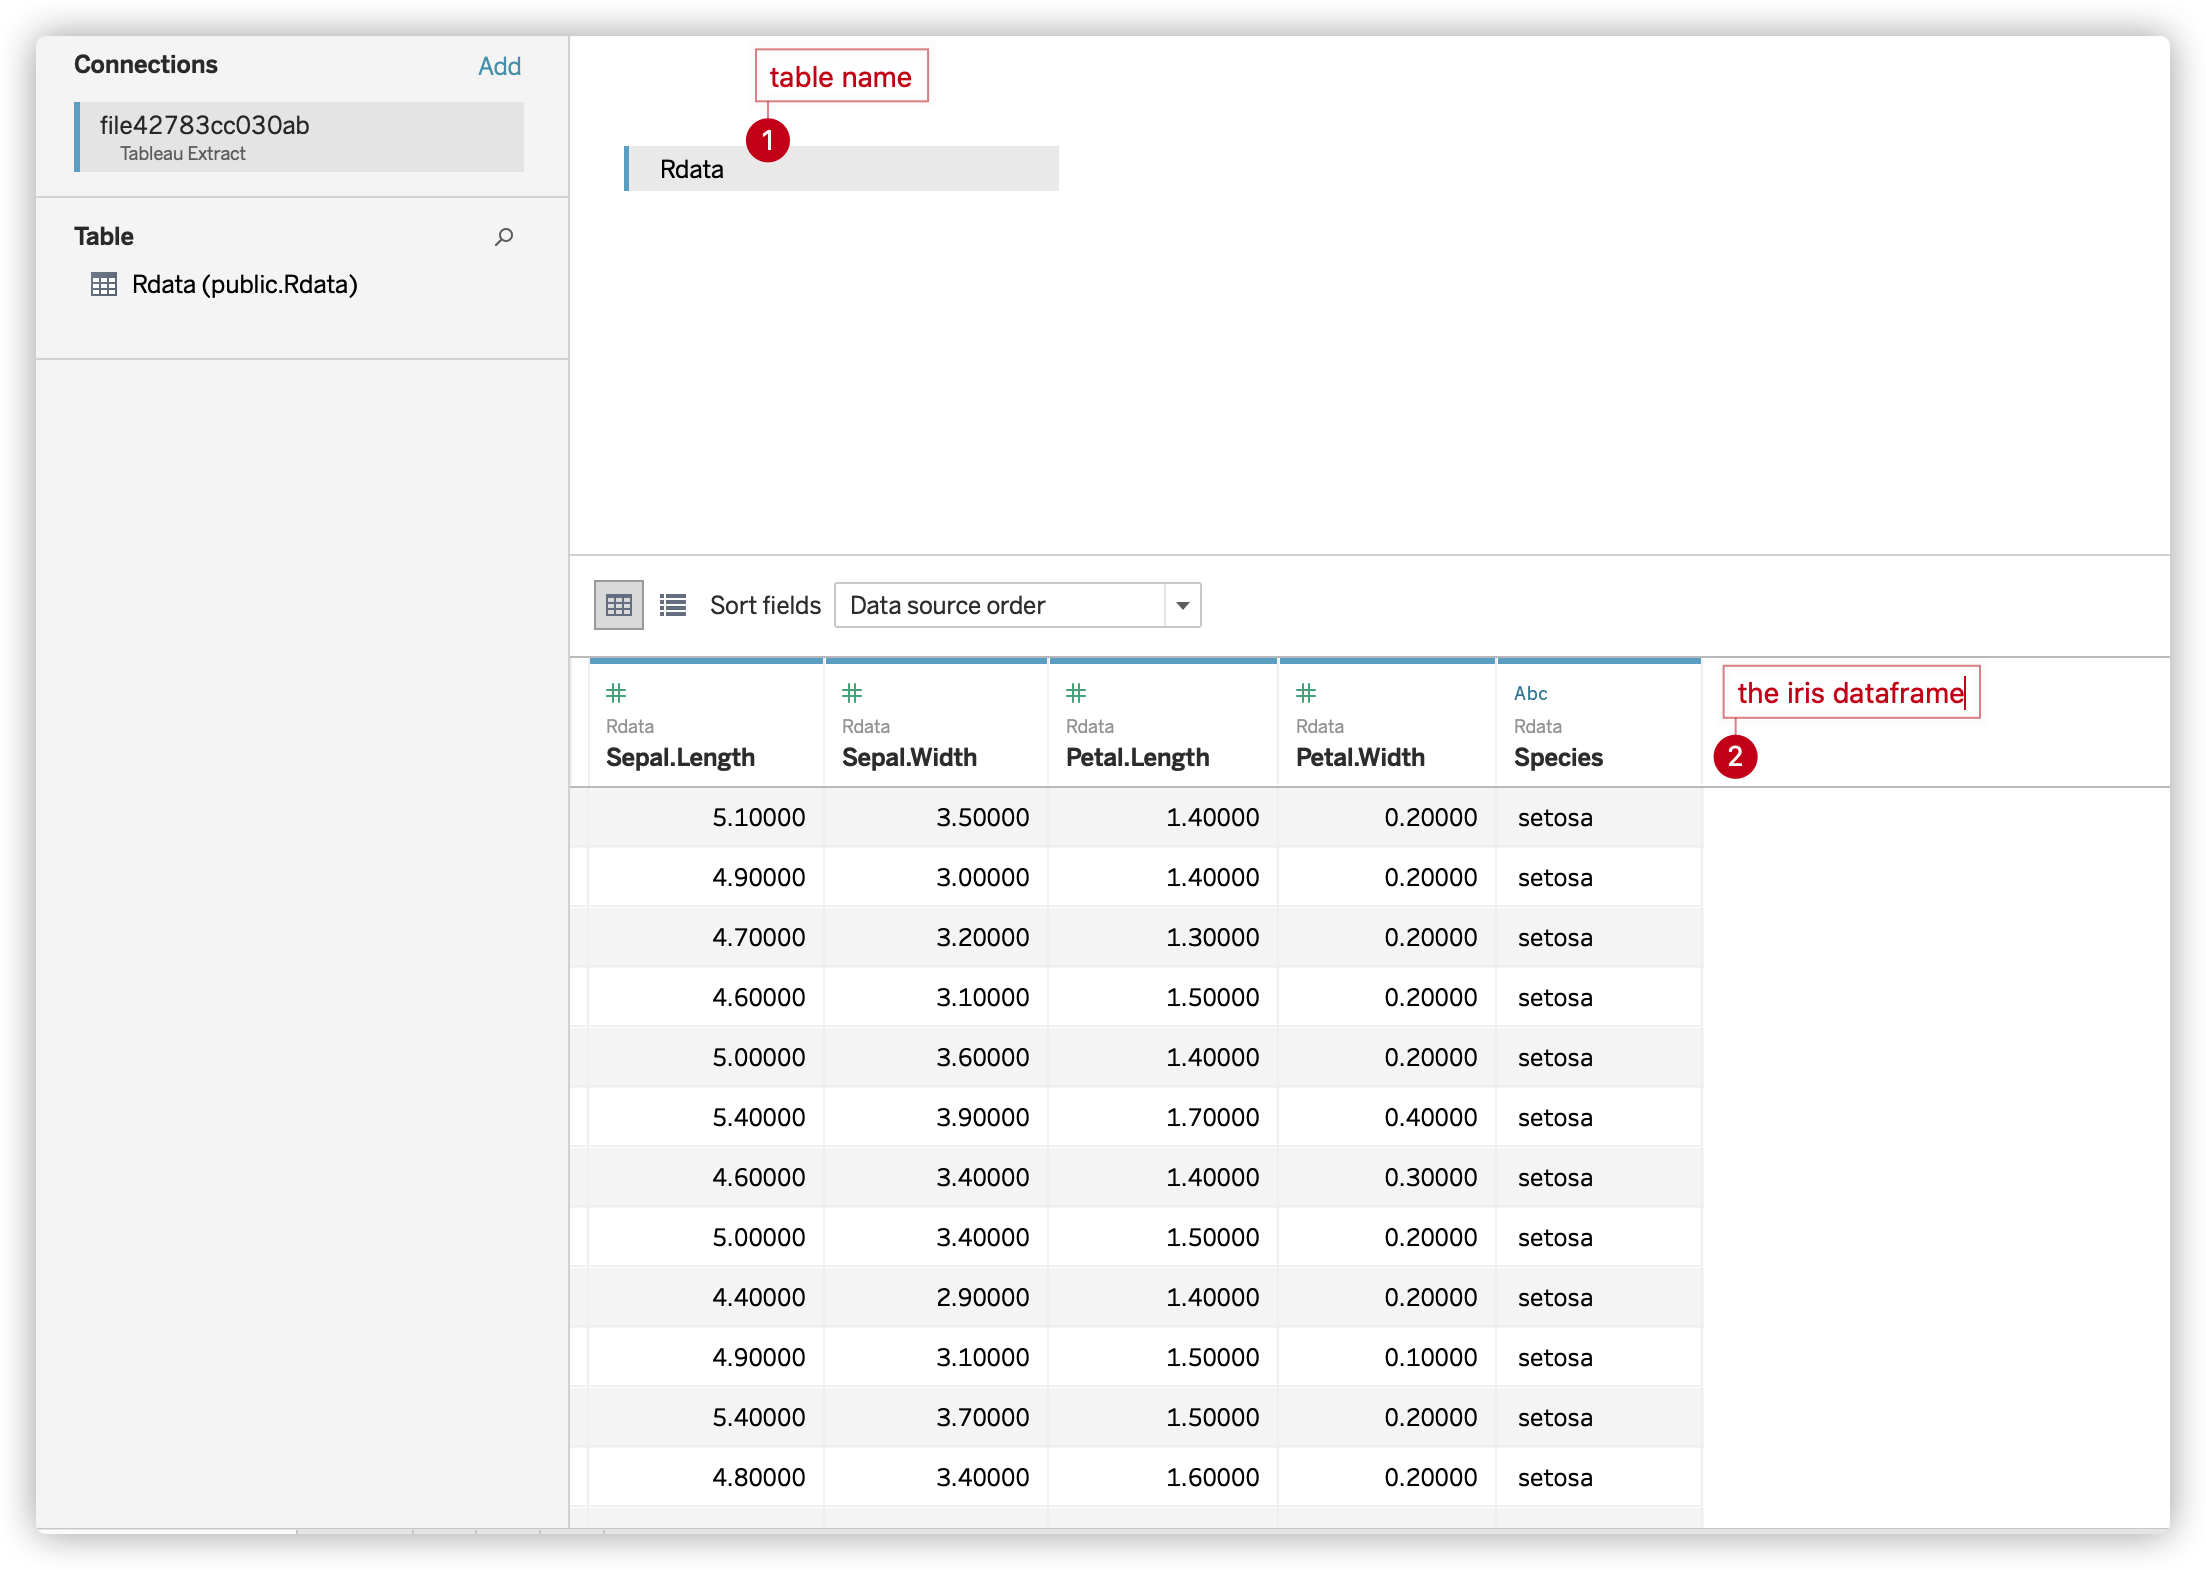 Connections Add
file42783cc030ab
Tableau Extract
Table
Rdata (public.Rdata)
table name
1
Rdata
Sort fields Data source order
the iris dataframe
2
# # # # Abc
Rdata Rdata Rdata Rdata Rdata
Sepal.Length Sepal.Width Petal.Length Petal.Width Species
5.10000 3.50000 1.40000 0.20000 setosa
4.90000 3.00000 1.40000 0.20000 setosa
4.70000 3.20000 1.30000 0.20000 setosa
4.60000 3.10000 1.50000 0.20000 setosa
5.00000 3.60000 1.40000 0.20000 setosa
5.40000 3.90000 1.70000 0.40000 setosa
4.60000 3.40000 1.40000 0.30000 setosa
5.00000 3.40000 1.50000 0.20000 setosa
4.40000 2.90000 1.40000 0.20000 setosa
4.90000 3.10000 1.50000 0.10000 setosa
5.40000 3.70000 1.50000 0.20000 setosa
4.80000 3.40000 1.60000 0.20000 setosa